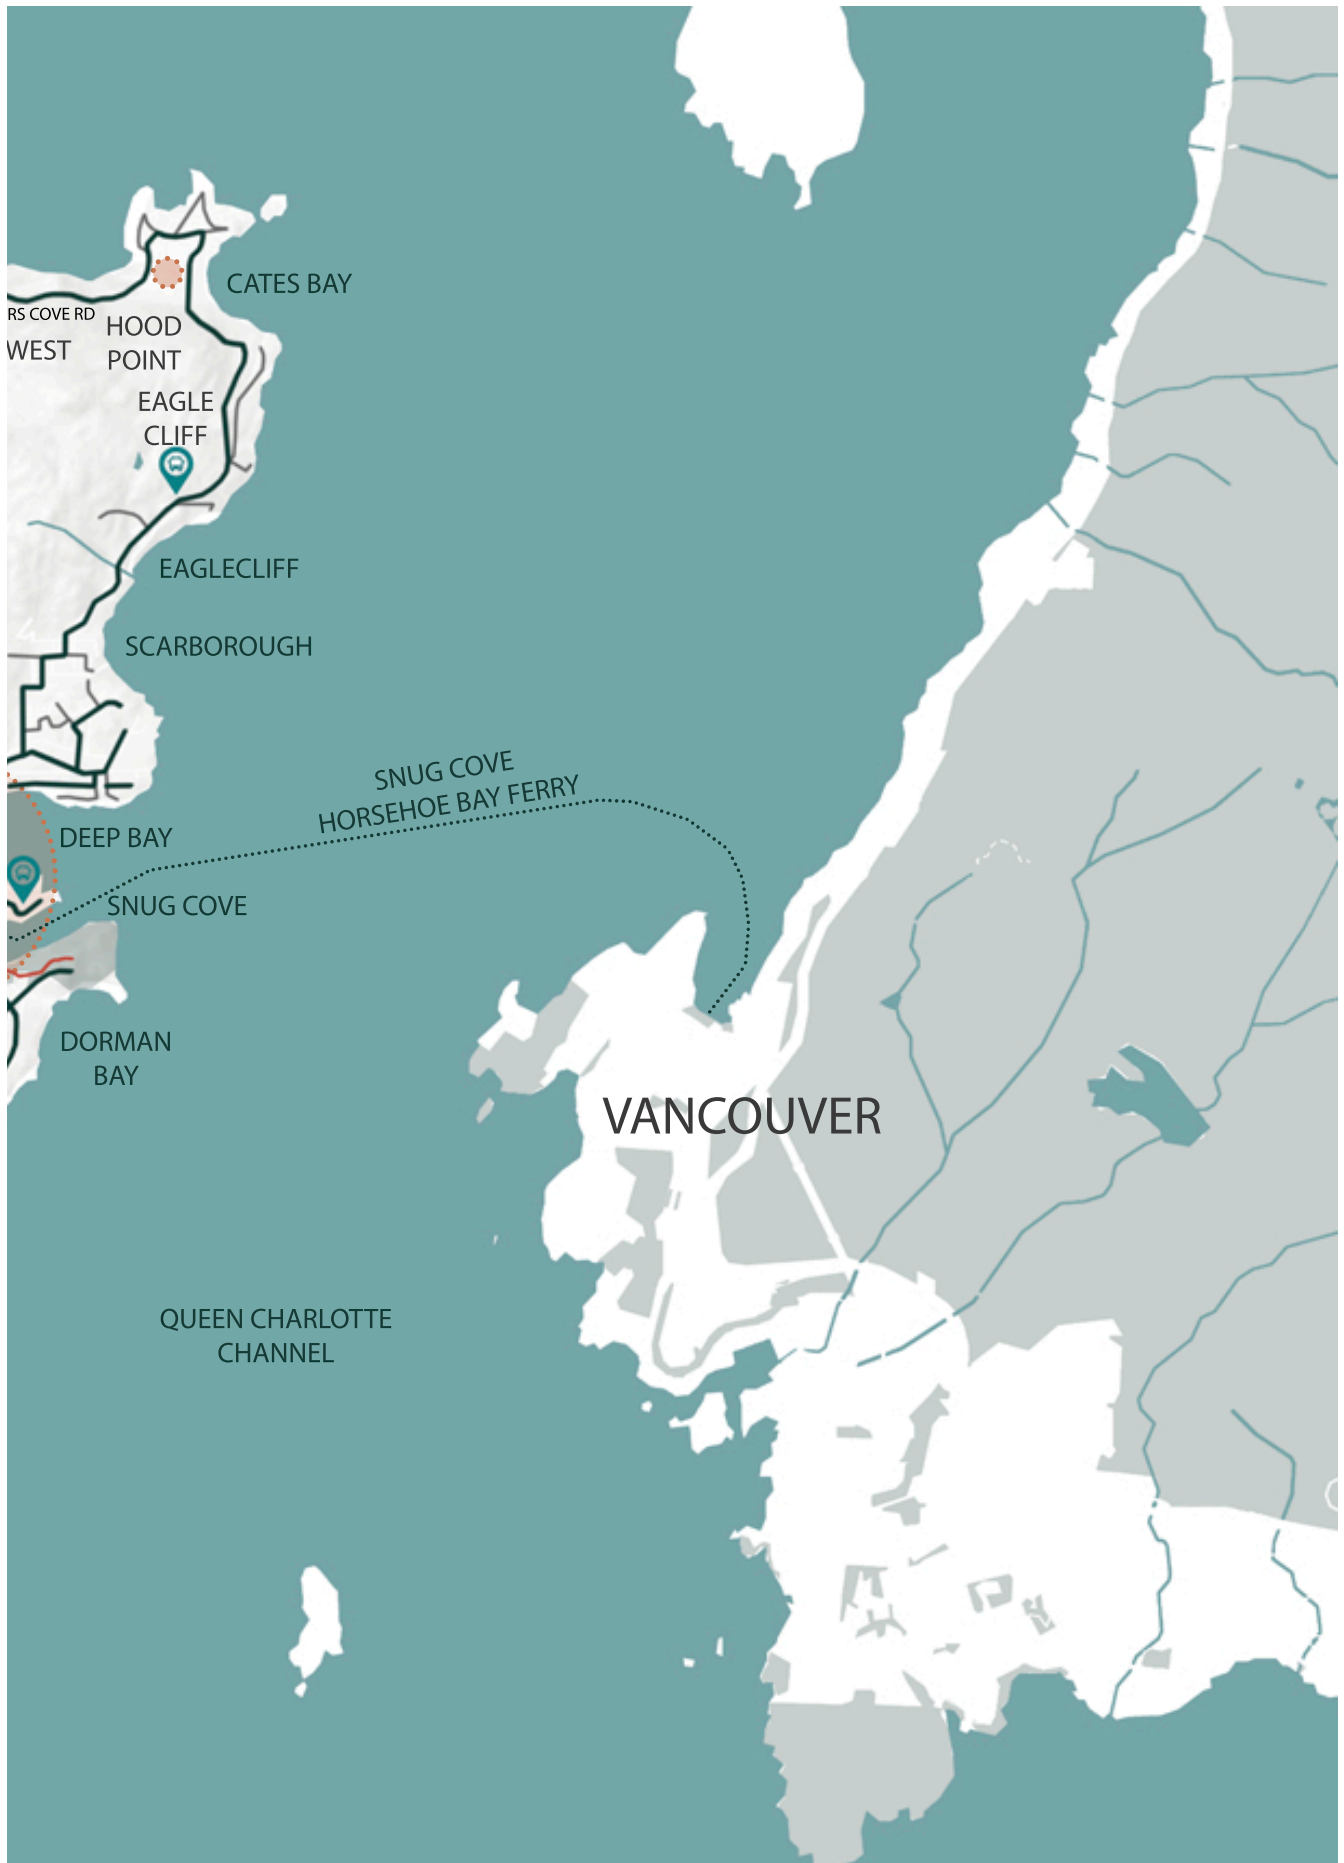 CATES BAY
RS COVE RD
HOOD
POINT
WEST
EAGLE
CLIFF
EAGLECLIFF
SCARBOROUGH
SNUG COVE
HORSEHOE BAY FERRY
DEEP BAY
SNUG COVE
DORMAN
BAY
VANCOUVER
QUEEN CHARLOTTE
CHANNEL